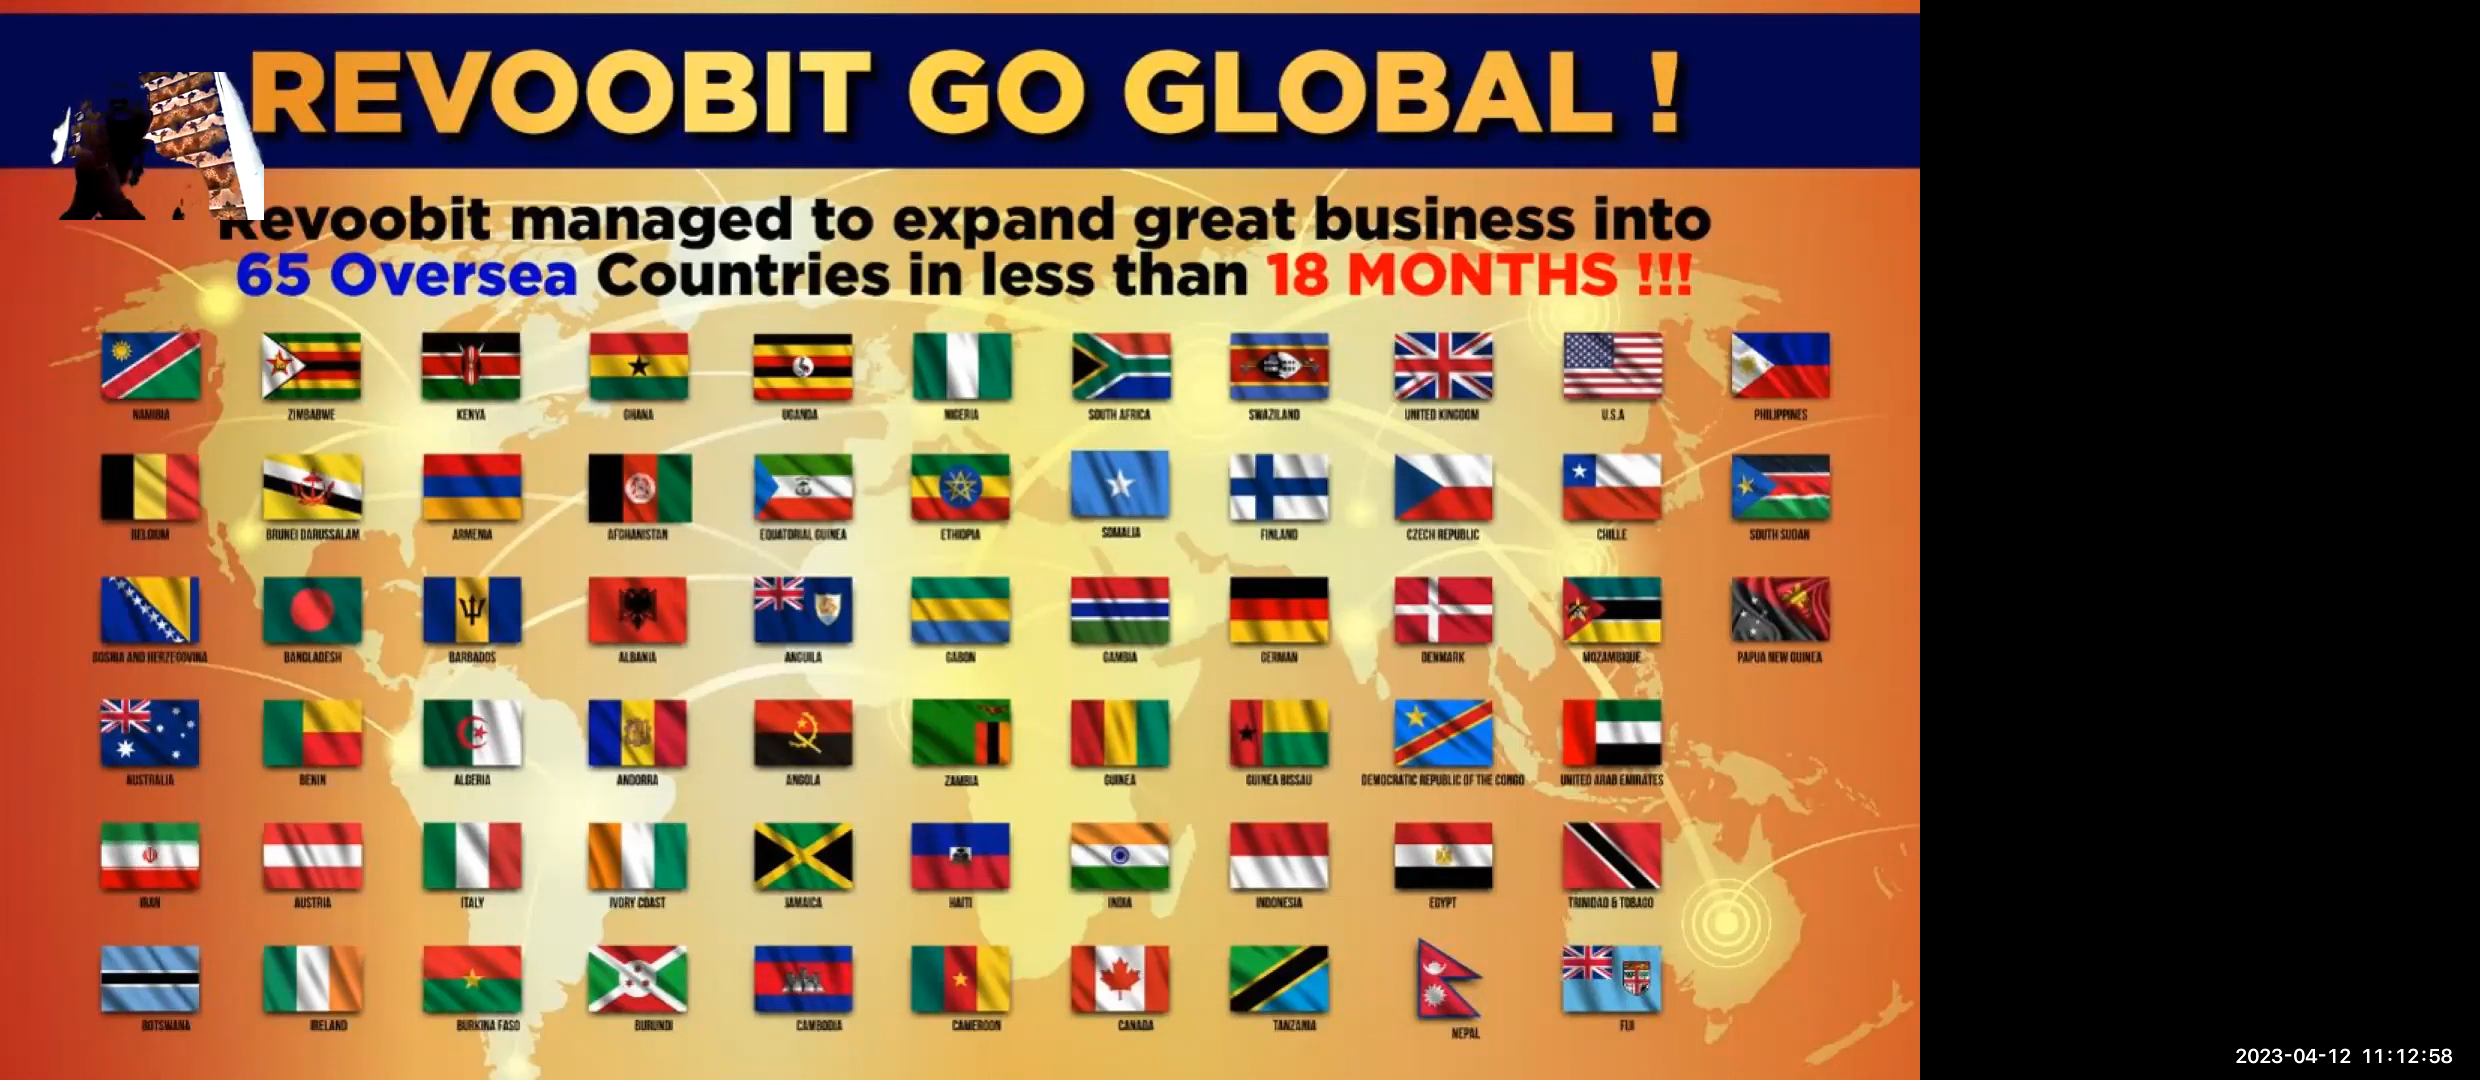 REVOOBIT GO GLOBAL !
Revoobit managed to expand great business into
65 Oversea Countries in less than 18 MONTHS !!!
NAMIBIA ZIMBABWE KENYA GHANA UGANDA NIGERIA SOUTH AFRICA SWAZILAND UNITED KINGDOM U.S.A PHILIPPINES
BELGIUM BRUNEI DARUSSALAM ARMENIA AFGHANISTAN EQUATORIAL GUINEA ETHIOPIA SOMALIA FINLAND CZECH REPUBLIC CHILLE SOUTH SUDAN
BOSNIA AND HERZEGOVINA BANGLADESH BARBADOS ALBANIA ANGUILA GABON GAMBIA GERMAN DENMARK MOZAMBIQUE PAPUA NEW GUINEA
AUSTRALIA BENIN ALGERIA ANDORRA ANGOLA ZAMBIA GUINEA GUINEA BISSAU DEMOCRATIC REPUBLIC OF THE CONGO UNITED ARAB EMIRATES
IRAN AUSTRIA ITALY IVORY COAST JAMAICA HAITI INDIA INDONESIA EGYPT TRINIDAD & TOBAGO
BOTSWANA IRELAND BURKINA FASO BURUNDI CAMBODIA CAMEROON CANADA TANZANIA NEPAL FIJI
2023-04-12 11:12:58